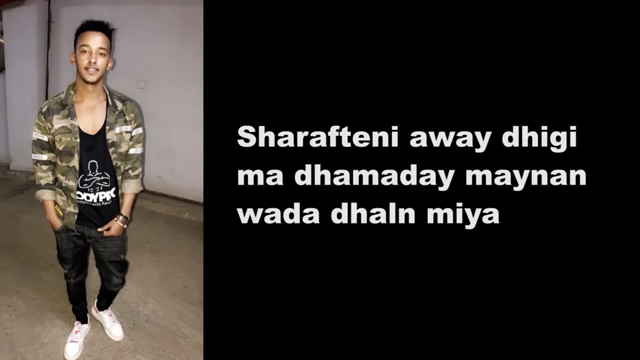 Sharafteni away dhigi
ma dhamaday maynan
wada dhaln miya